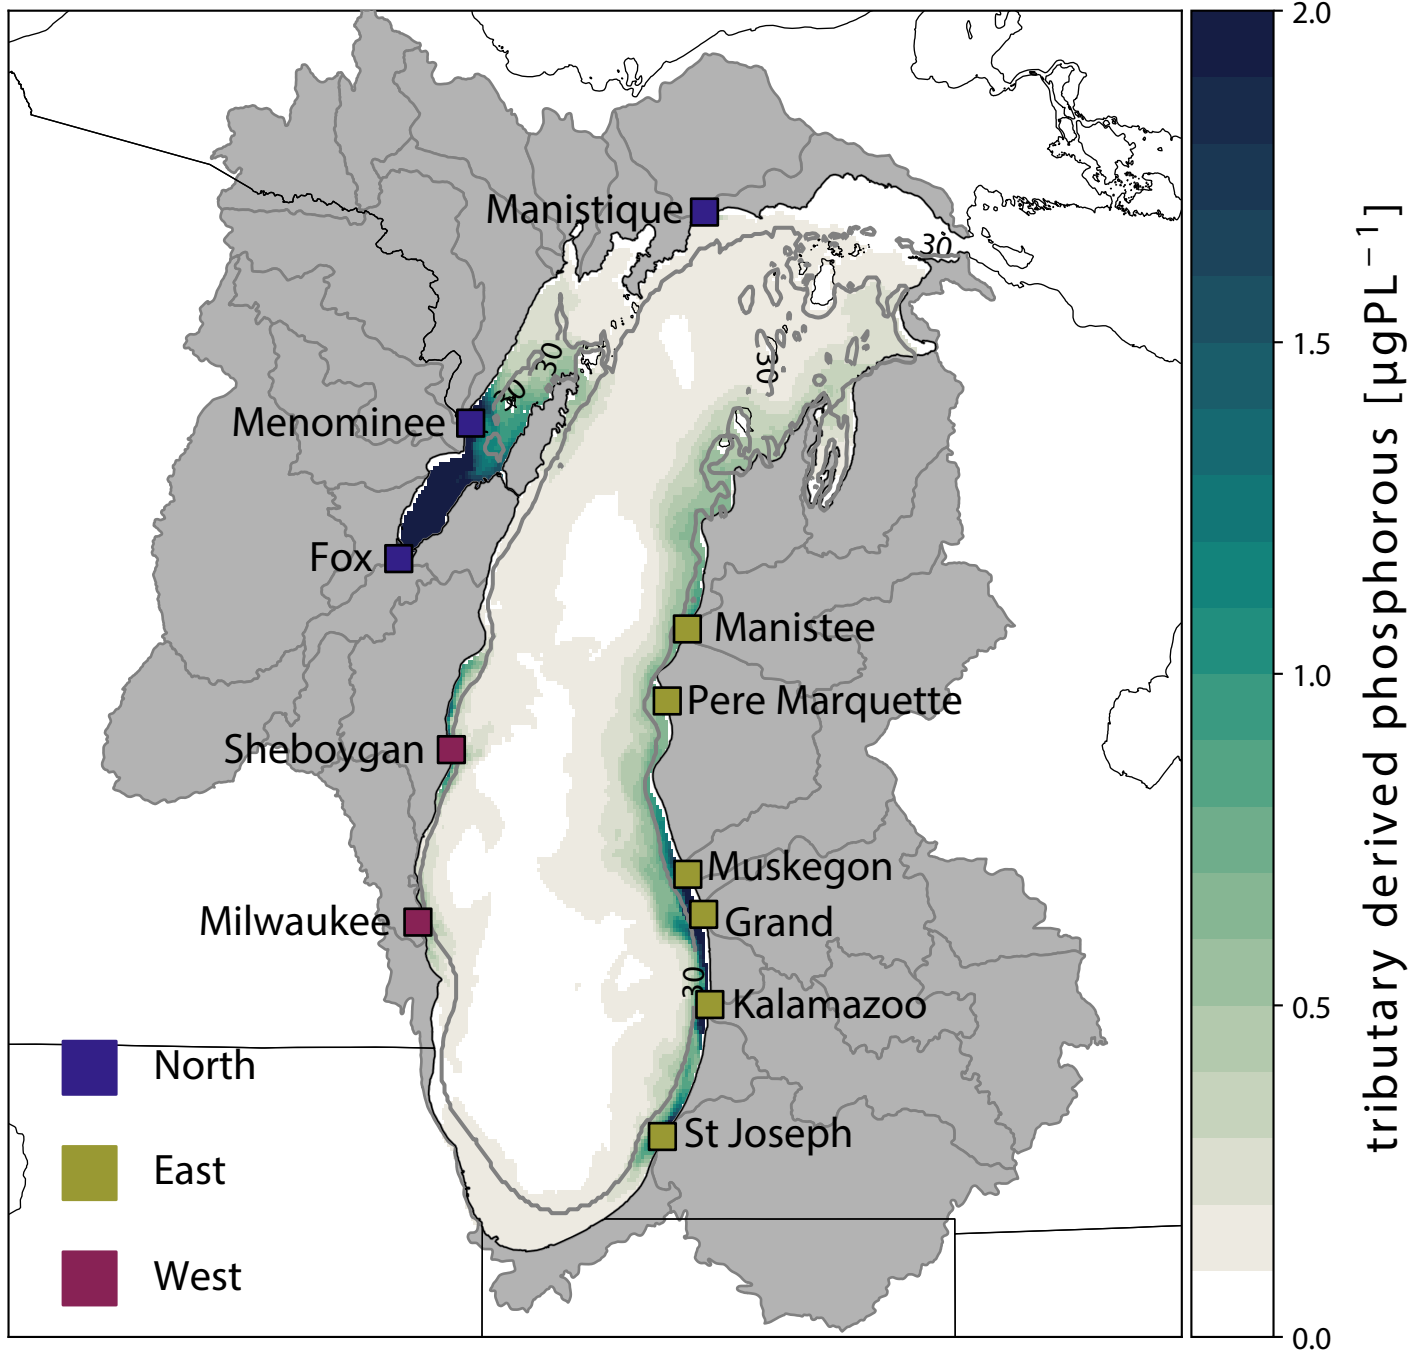 2.0
Manistique
30
1.5
30
30
30
Menominee
Fox
Manistee
1.0
Pere Marquette
Sheboygan
Muskegon
Milwaukee
Grand
30
Kalamazoo
0.5
North
St Joseph
East
West
0.0
tributary derived phosphorous [µgPL⁻¹]